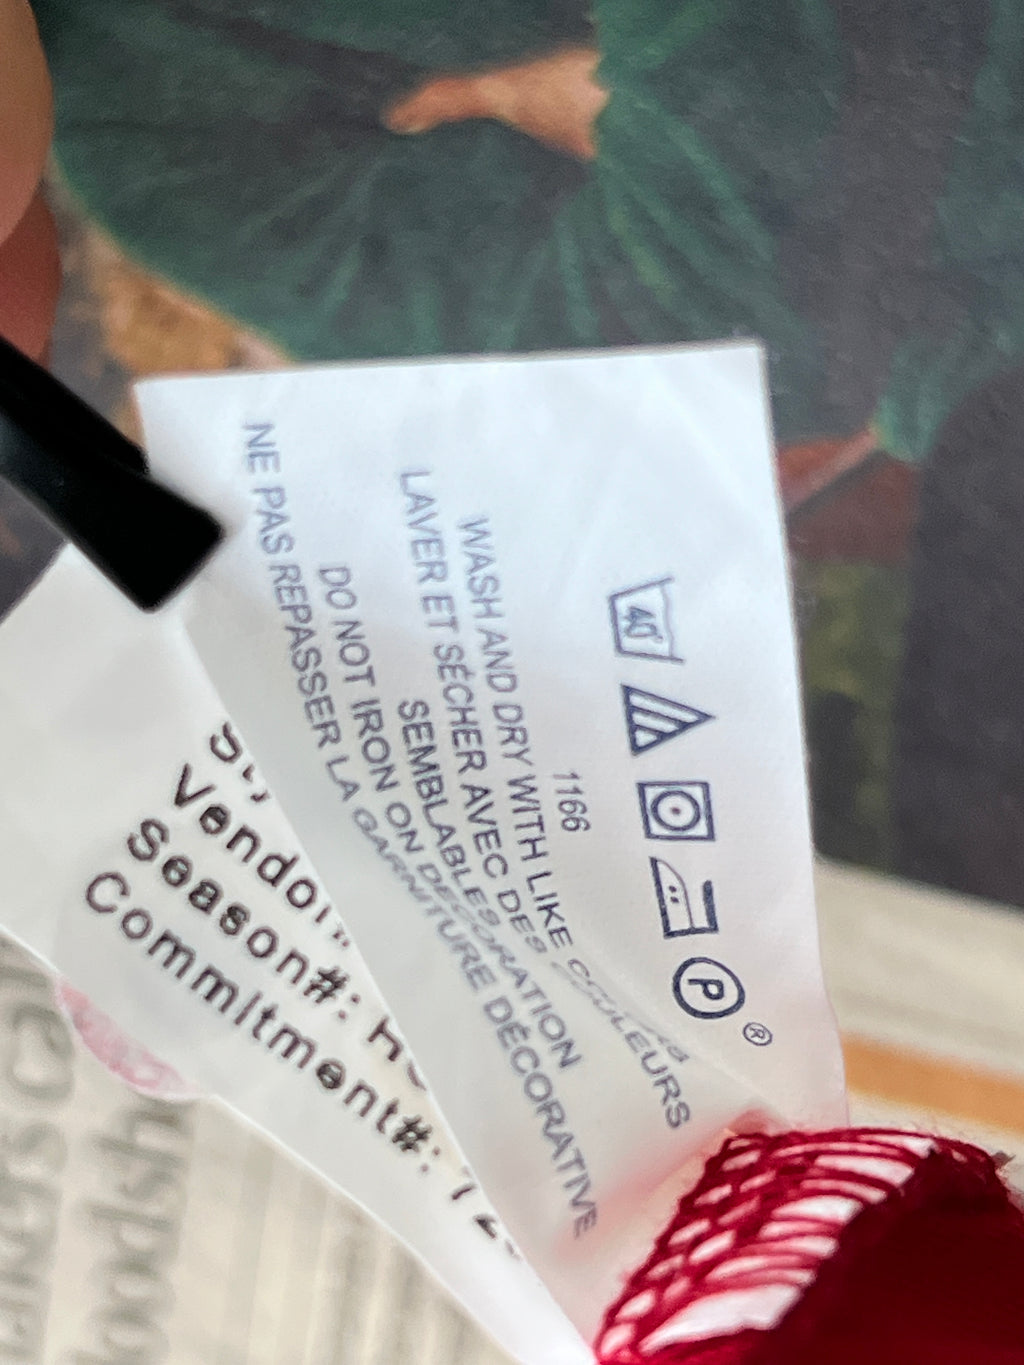 40°
P
®
1166
WASH AND DRY WITH LIKE
LAVER ET SÉCHER AVEC DES COULEURS
SEMBLABLES
DO NOT IRON ON DECORATION
NE PAS REPASSER LA GARNITURE DÉCORATIVE
Vendor
Season#:
Commitment#: